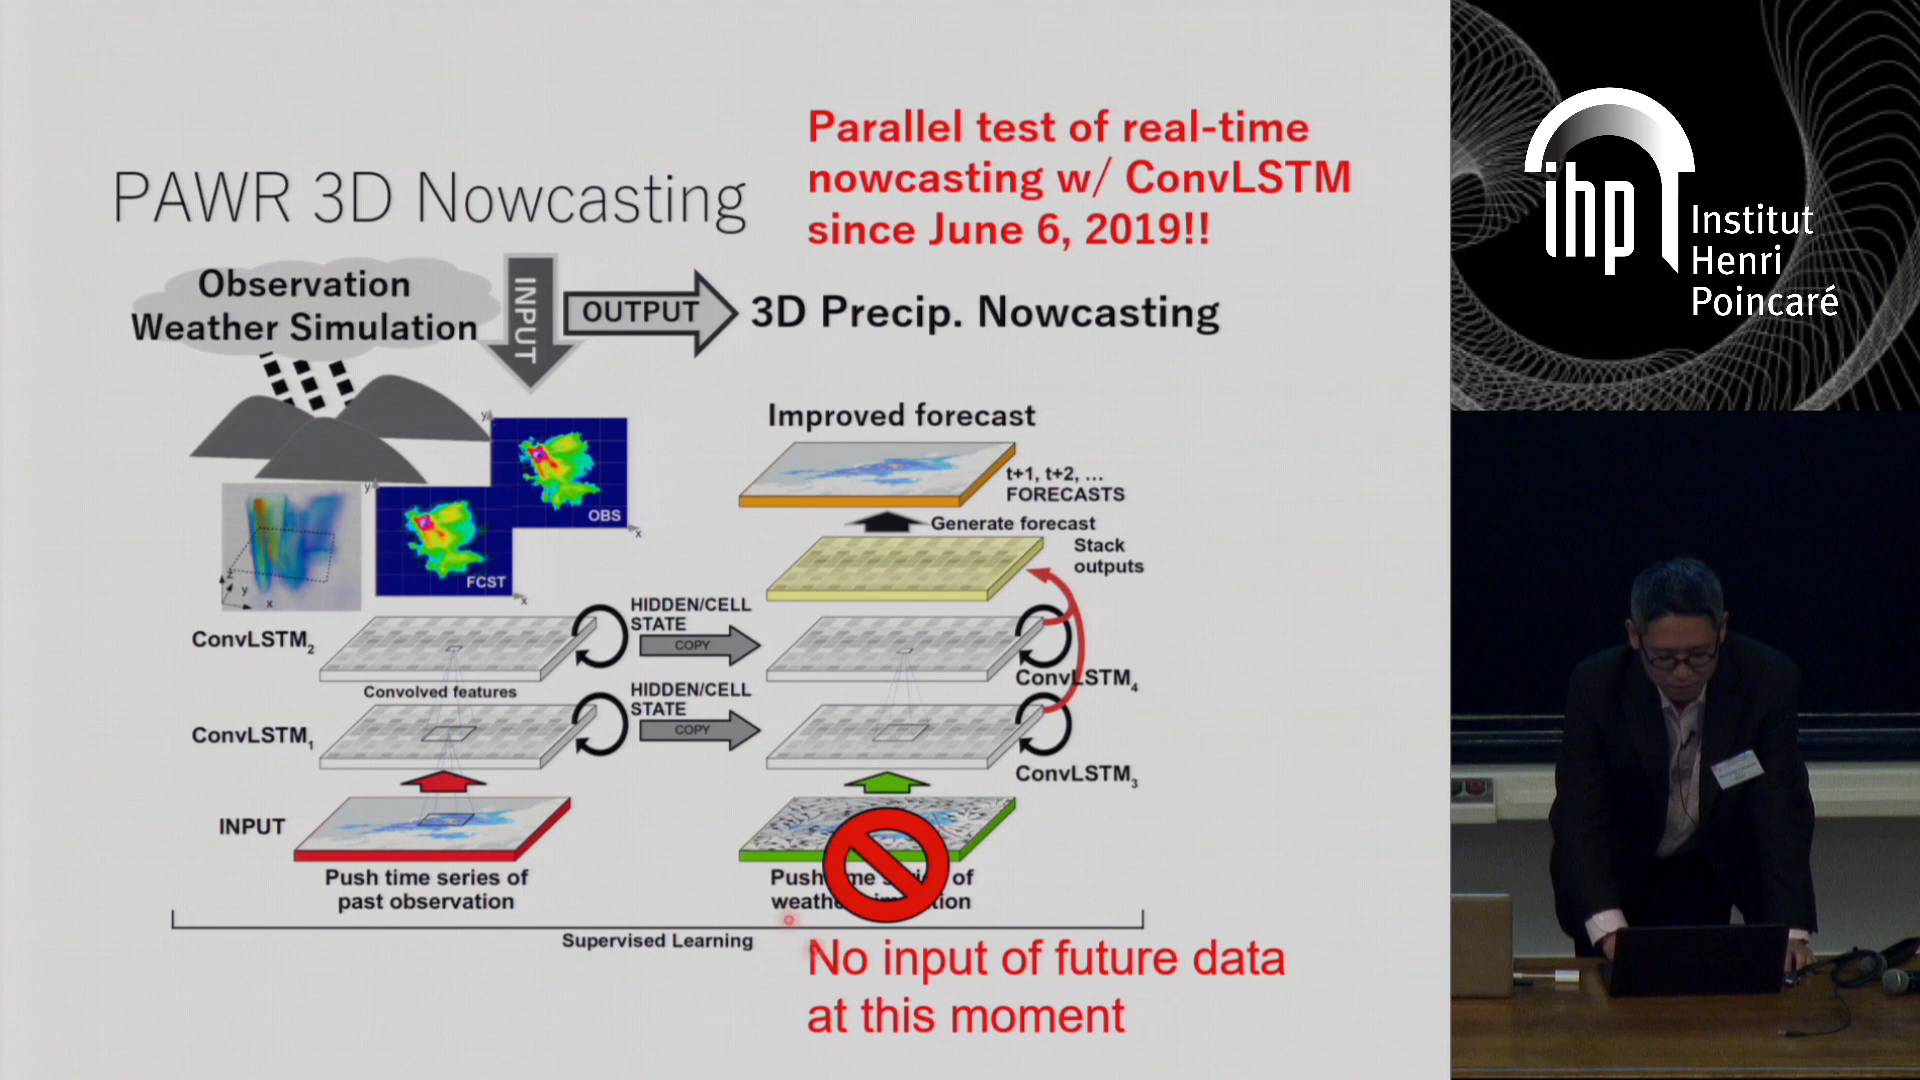 Parallel test of real-time
nowcasting w/ ConvLSTM
since June 6, 2019!!
PAWR 3D Nowcasting
Observation
Weather Simulation
INPUT
OUTPUT
3D Precip. Nowcasting
Improved forecast
t+1, t+2, ...
FORECASTS
Generate forecast
Stack
outputs
y
OBS
x
y
FCST
x
z
y
x
HIDDEN/CELL
STATE
COPY
ConvLSTM2
Convolved features
ConvLSTM4
HIDDEN/CELL
STATE
COPY
ConvLSTM1
ConvLSTM3
INPUT
Push time series of
past observation
Push of
Supervised Learning
No input of future data
at this moment
ihp
Institut
Henri
Poincaré